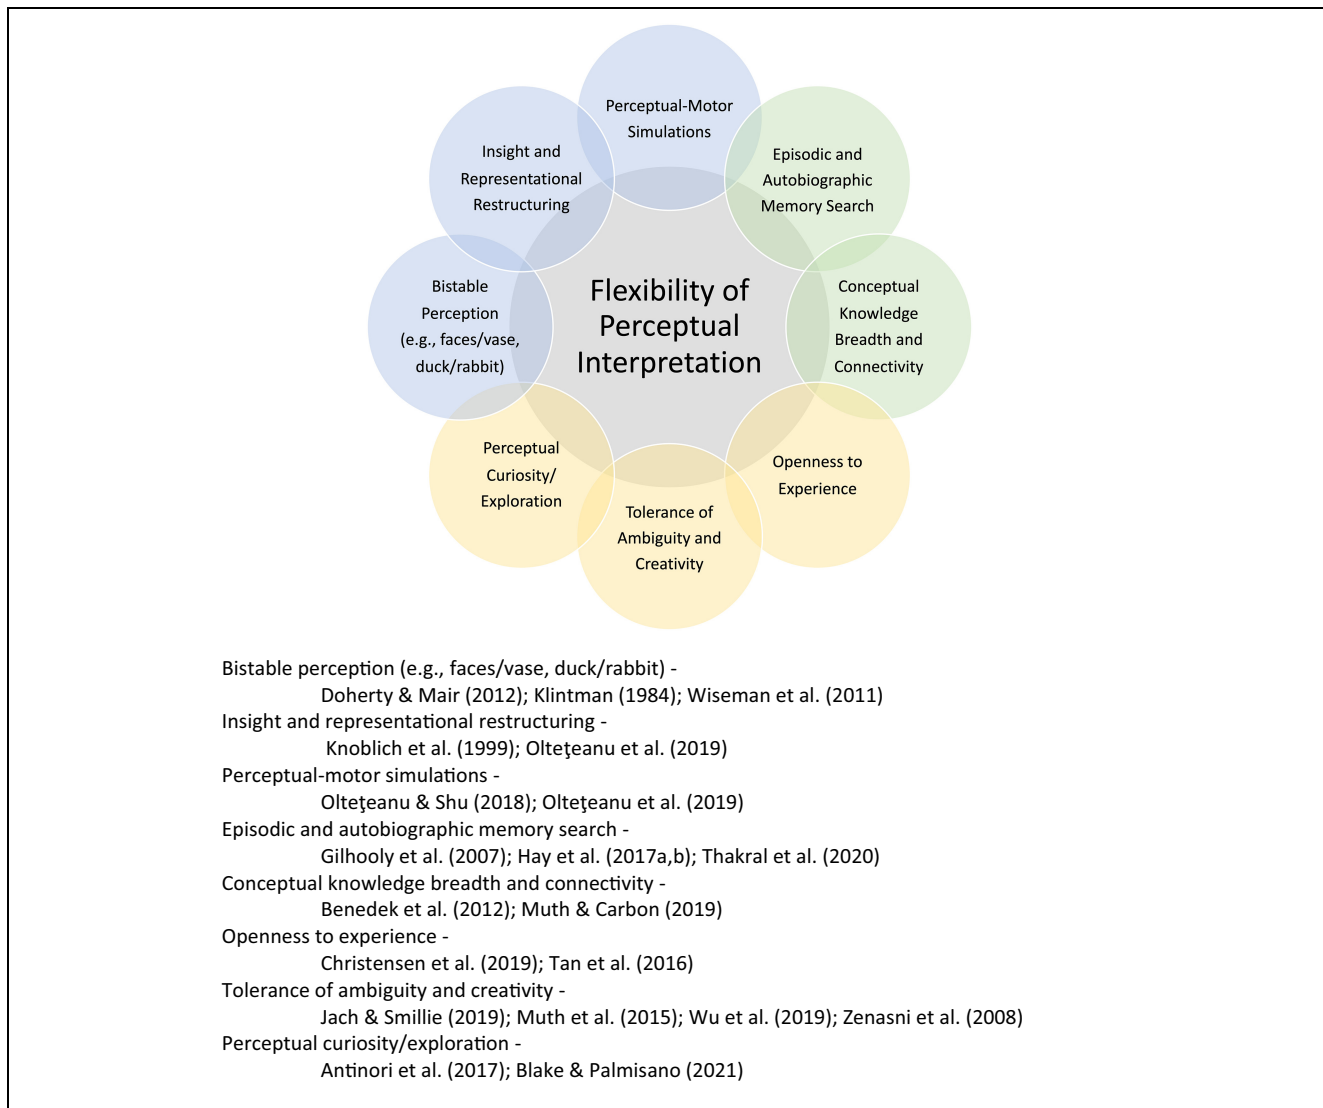 Perceptual-Motor
Simulations
Insight and
Representational
Restructuring
Episodic and
Autobiographic
Memory Search
Bistable
Perception
(e.g., faces/vase,
duck/rabbit)
Flexibility of
Perceptual
Interpretation
Conceptual
Knowledge
Breadth and
Connectivity
Perceptual
Curiosity/
Exploration
Openness to
Experience
Tolerance of
Ambiguity and
Creativity
Bistable perception (e.g., faces/vase, duck/rabbit) -
Doherty & Mair (2012); Klintman (1984); Wiseman et al. (2011)
Insight and representational restructuring -
Knoblich et al. (1999); Olteţeanu et al. (2019)
Perceptual-motor simulations -
Olteţeanu & Shu (2018); Olteţeanu et al. (2019)
Episodic and autobiographic memory search -
Gilhooly et al. (2007); Hay et al. (2017a,b); Thakral et al. (2020)
Conceptual knowledge breadth and connectivity -
Benedek et al. (2012); Muth & Carbon (2019)
Openness to experience -
Christensen et al. (2019); Tan et al. (2016)
Tolerance of ambiguity and creativity -
Jach & Smillie (2019); Muth et al. (2015); Wu et al. (2019); Zenasni et al. (2008)
Perceptual curiosity/exploration -
Antinori et al. (2017); Blake & Palmisano (2021)